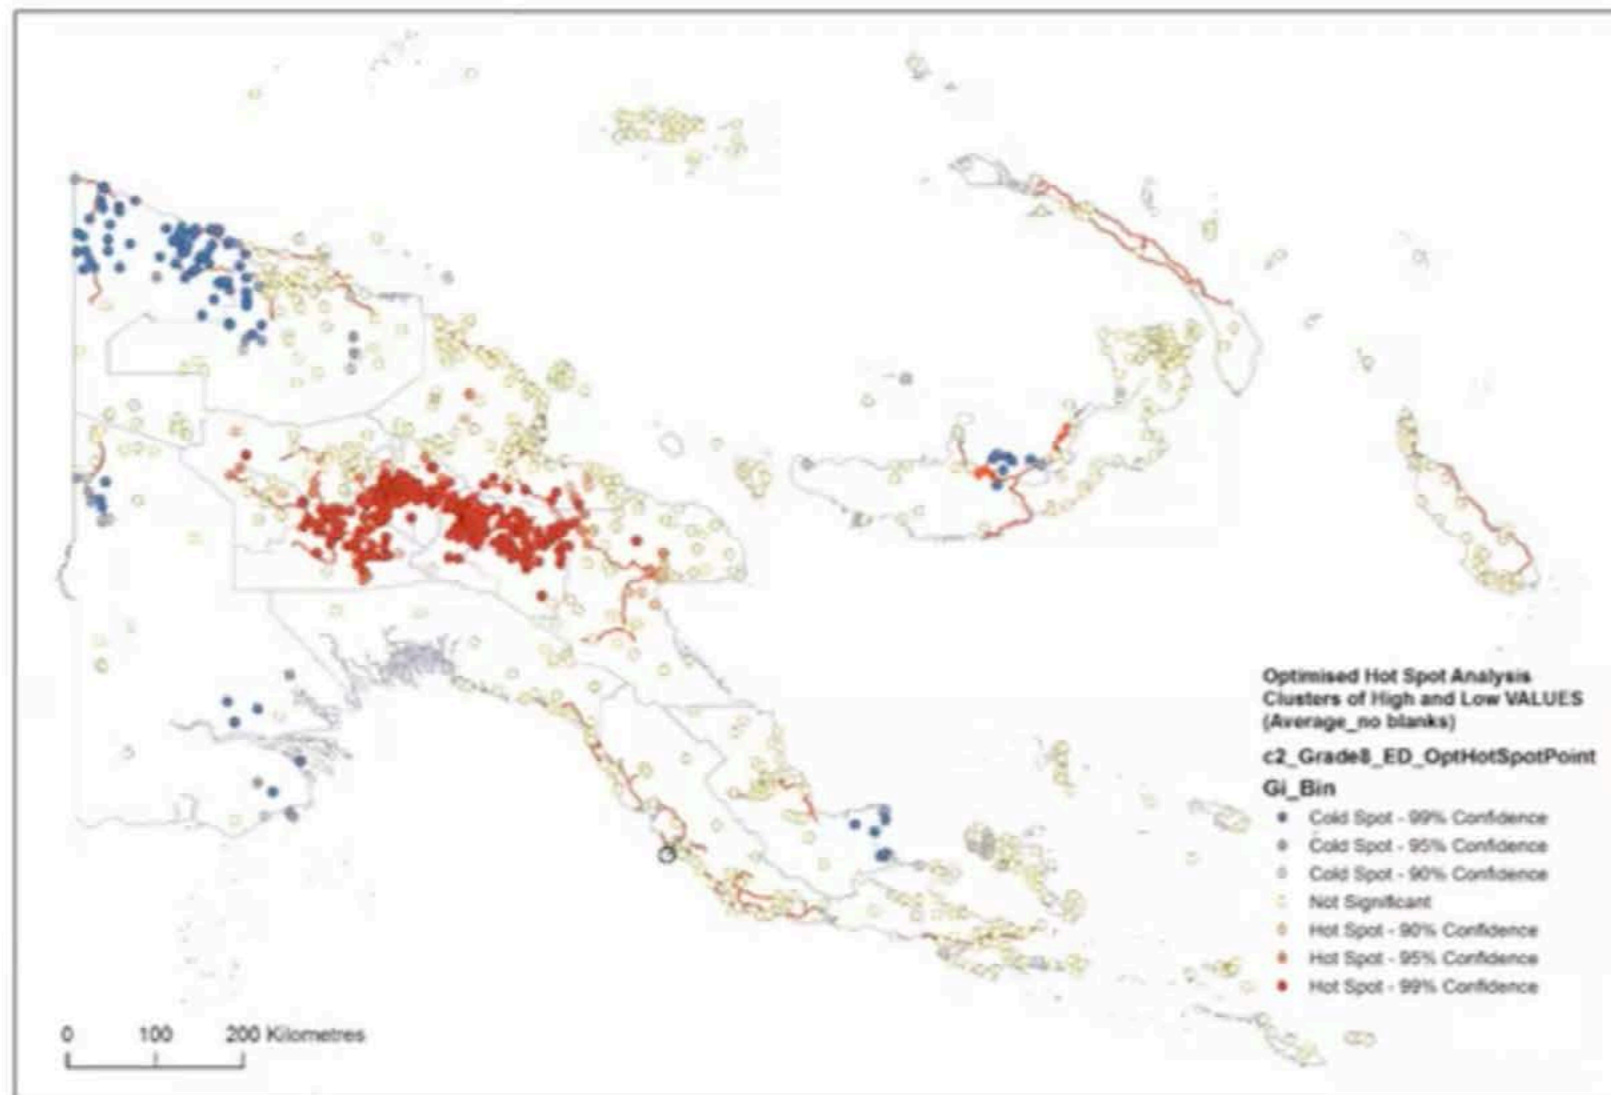 Optimised Hot Spot Analysis
Clusters of High and Low VALUES
(Average_no blanks)
c2_Grade8_ED_OptHotSpotPoint
Gi_Bin
Cold Spot - 99% Confidence
Cold Spot - 95% Confidence
Cold Spot - 90% Confidence
Not Significant
Hot Spot - 90% Confidence
Hot Spot - 95% Confidence
Hot Spot - 99% Confidence
0 100 200 Kilometres